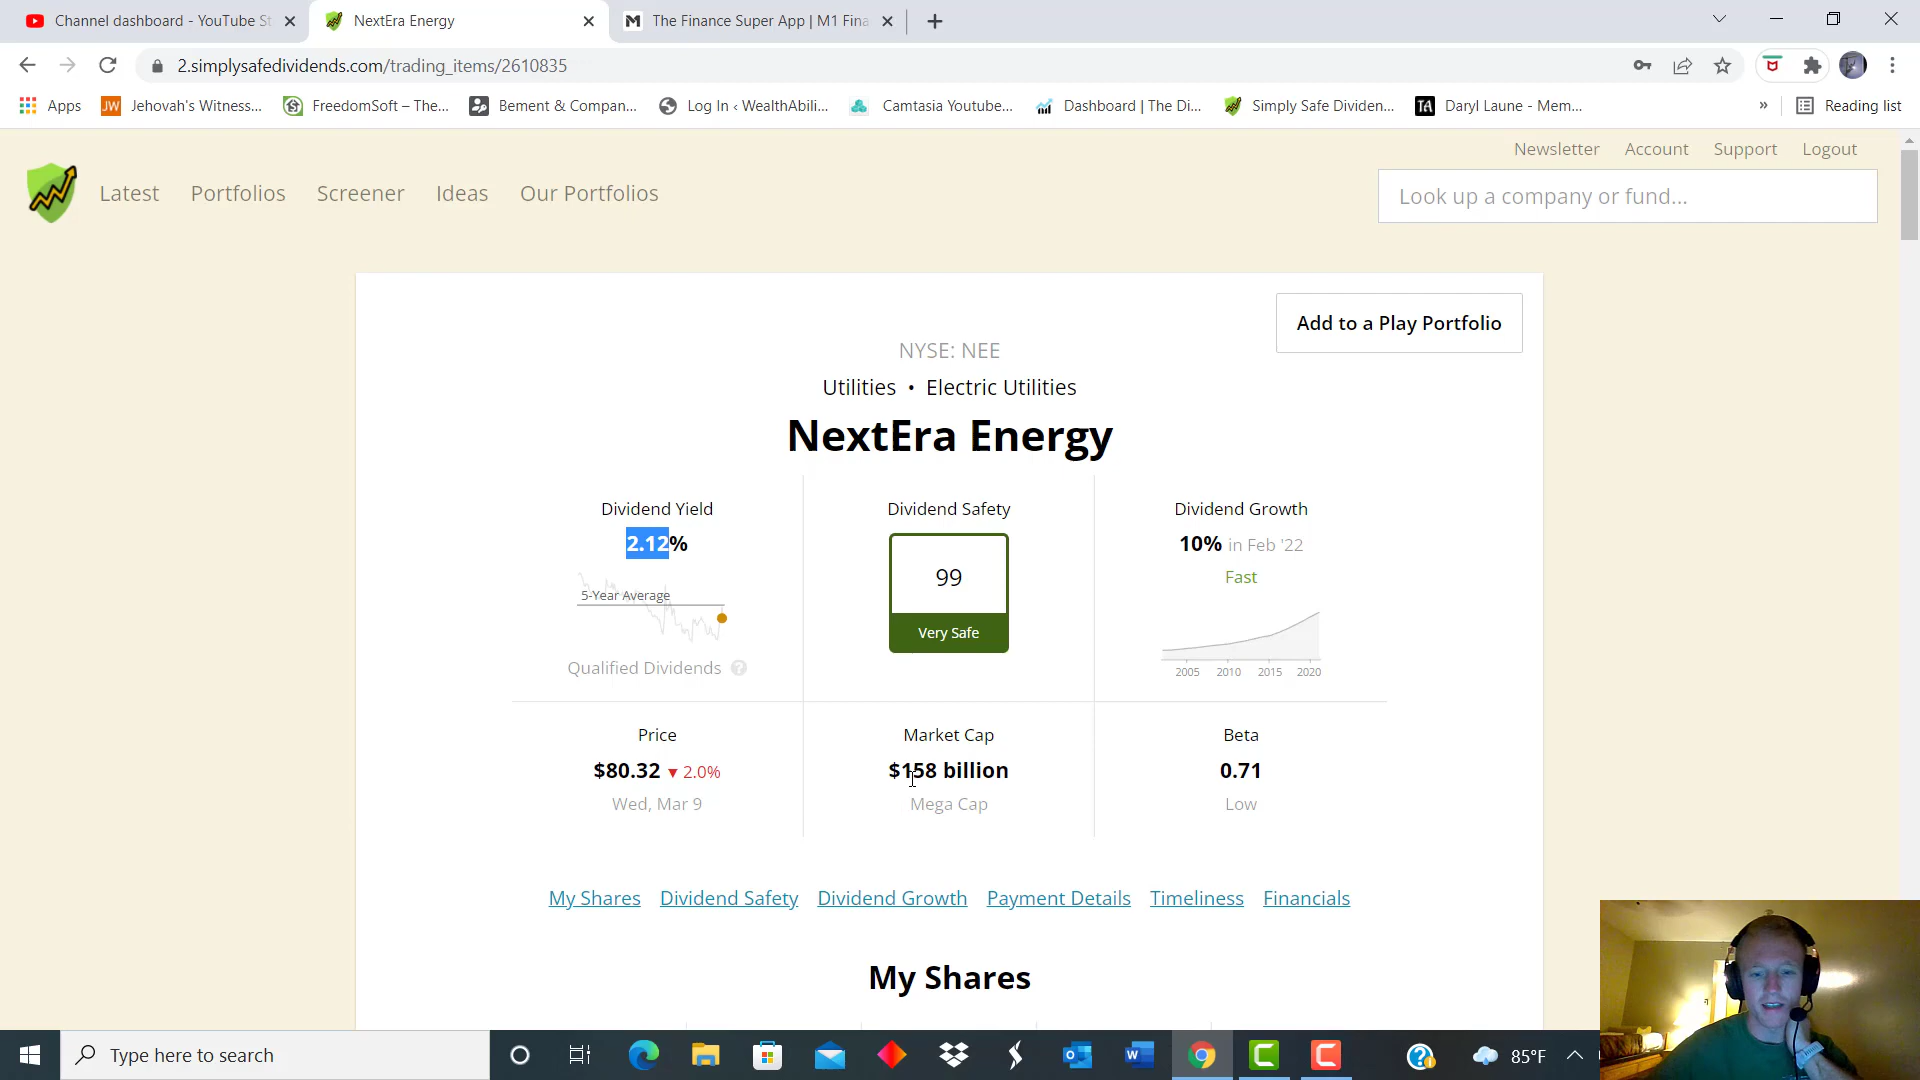 Channel dashboard - YouTube St
NextEra Energy
The Finance Super App | M1 Fina
2.simplysafedividends.com/trading_items/2610835
Apps
JW
Jehovah's Witness...
FreedomSoft – The...
Bement & Compan...
Log In ‹ WealthAbili...
Camtasia Youtube...
Dashboard | The Di...
Simply Safe Dividen...
TA
Daryl Laune - Mem...
»
Reading list
Newsletter
Account
Support
Logout
Latest
Portfolios
Screener
Ideas
Our Portfolios
Look up a company or fund...
Add to a Play Portfolio
NYSE: NEE
Utilities • Electric Utilities
NextEra Energy
Dividend Yield
2.12%
5-Year Average
Qualified Dividends ?
Dividend Safety
99
Very Safe
Dividend Growth
10% in Feb '22
Fast
2005 2010 2015 2020
Price
$80.32 ▼ 2.0%
Wed, Mar 9
Market Cap
$158 billion
Mega Cap
Beta
0.71
Low
My Shares
Dividend Safety
Dividend Growth
Payment Details
Timeliness
Financials
My Shares
Type here to search
85°F